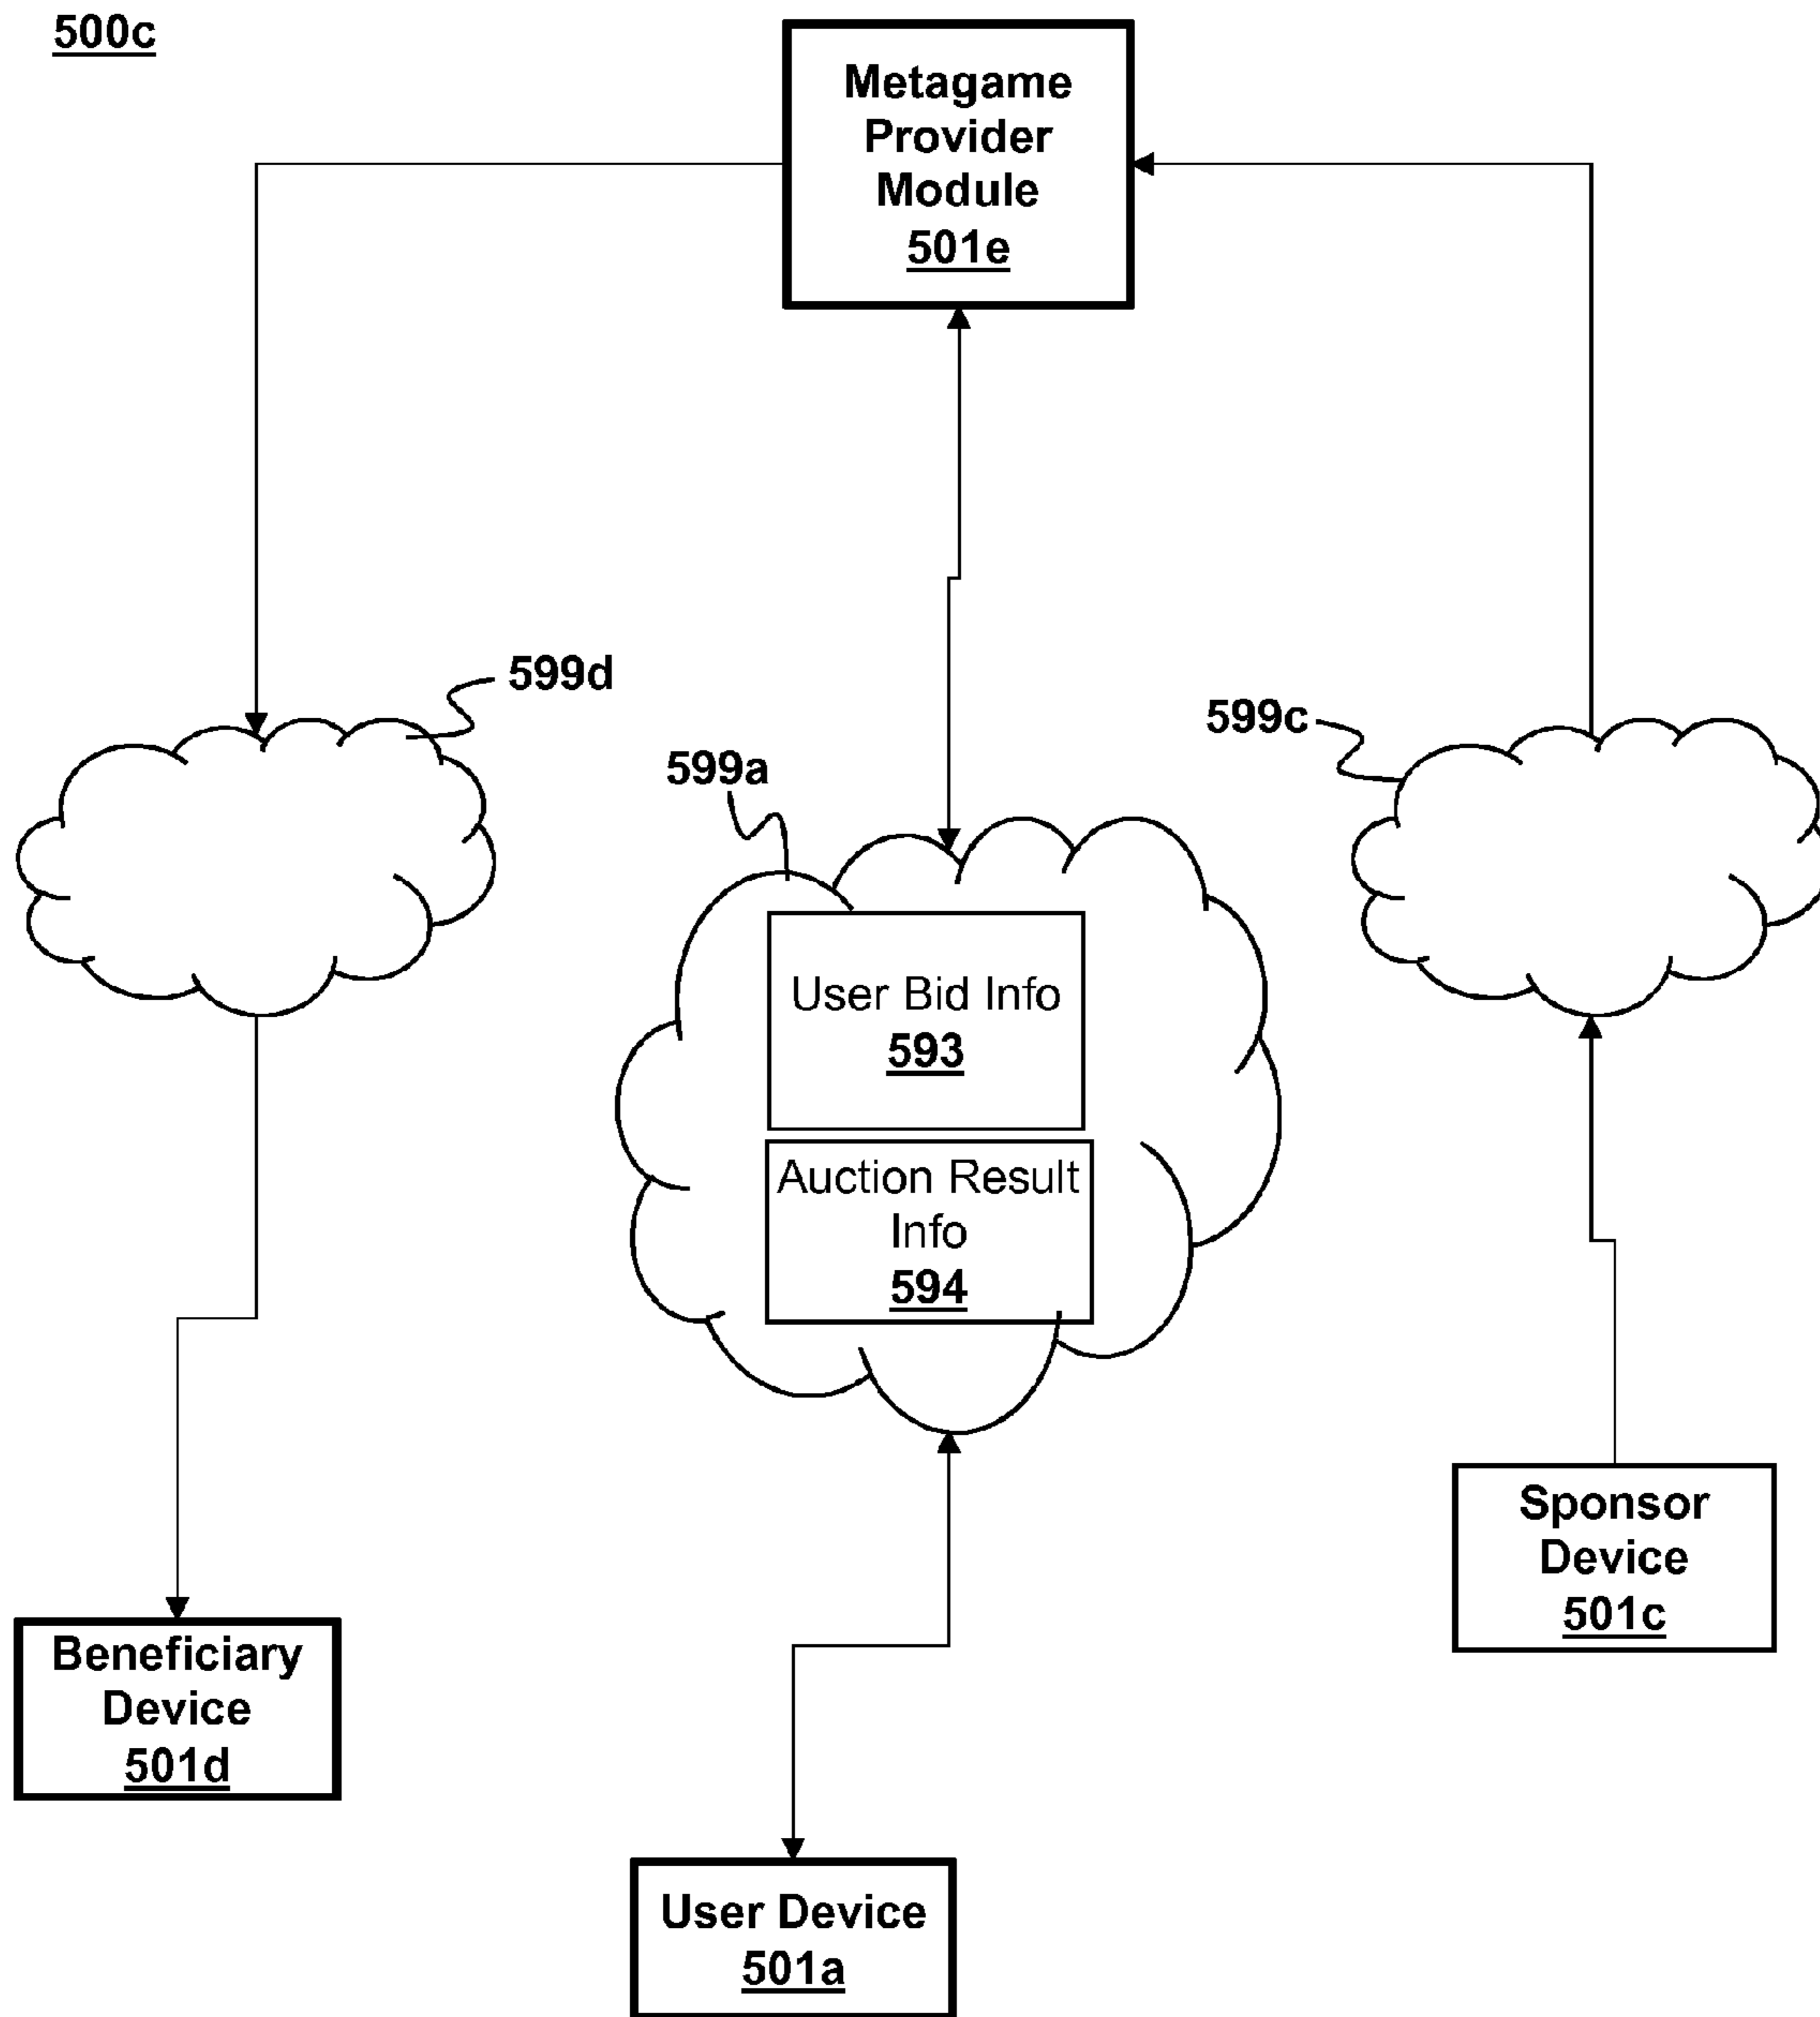 500c
Metagame
Provider
Module
501e
599d
599c
599a
User Bid Info
593
Auction Result
Info
594
Sponsor
Device
501c
Beneficiary
Device
501d
User Device
501a